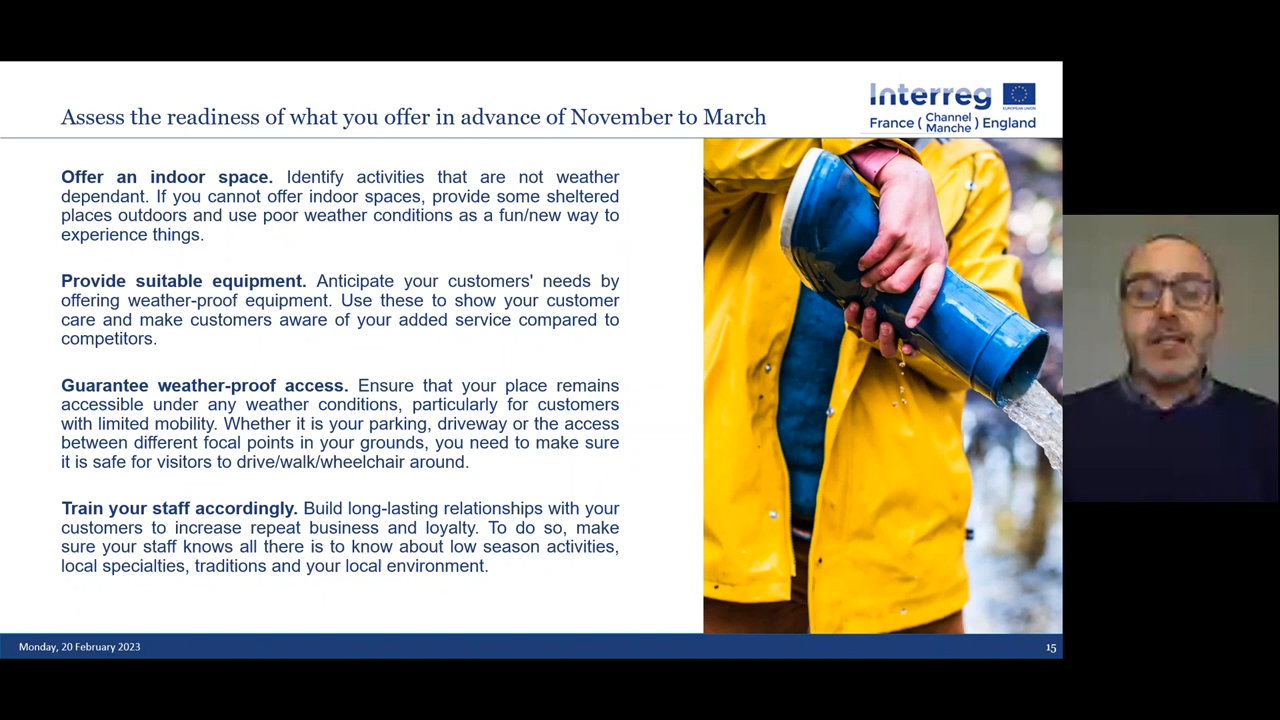 Assess the readiness of what you offer in advance of November to March
Interreg
EUROPEAN UNION
France ( Channel Manche ) England
Offer an indoor space. Identify activities that are not weather
dependant. If you cannot offer indoor spaces, provide some sheltered
places outdoors and use poor weather conditions as a fun/new way to
experience things.
Provide suitable equipment. Anticipate your customers' needs by
offering weather-proof equipment. Use these to show your customer
care and make customers aware of your added service compared to
competitors.
Guarantee weather-proof access. Ensure that your place remains
accessible under any weather conditions, particularly for customers
with limited mobility. Whether it is your parking, driveway or the access
between different focal points in your grounds, you need to make sure
it is safe for visitors to drive/walk/wheelchair around.
Train your staff accordingly. Build long-lasting relationships with your
customers to increase repeat business and loyalty. To do so, make
sure your staff knows all there is to know about low season activities,
local specialties, traditions and your local environment.
Monday, 20 February 2023
15